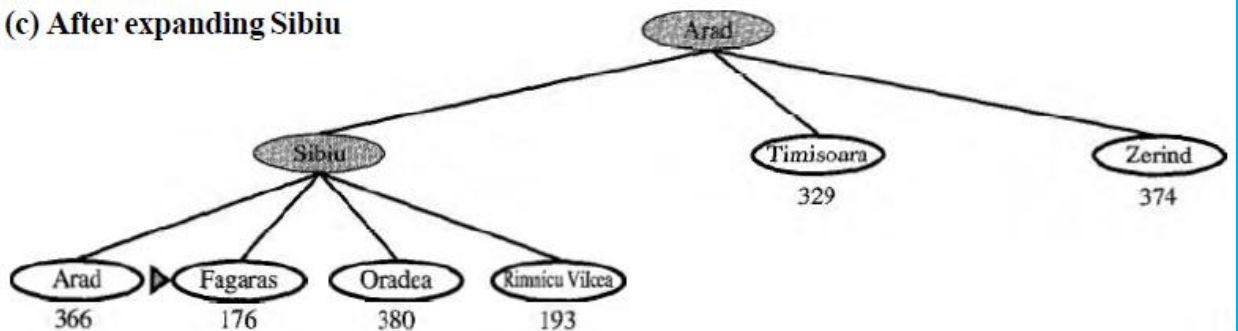 (c) After expanding Sibiu
Arad
Sibiu
Timisoara
Zerind
329
374
Arad
Fagaras
Oradea
Rimnicu Vilcea
366
176
380
193